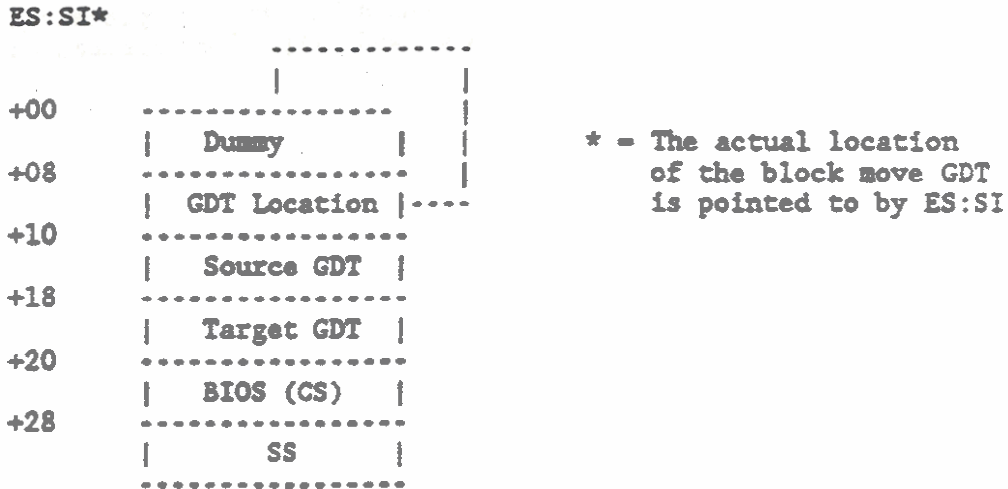 ES:SI*
+00
Dummy
* = The actual location
+08
of the block move GDT
GDT Location
is pointed to by ES:SI
+10
Source GDT
+18
Target GDT
+20
BIOS (CS)
+28
SS